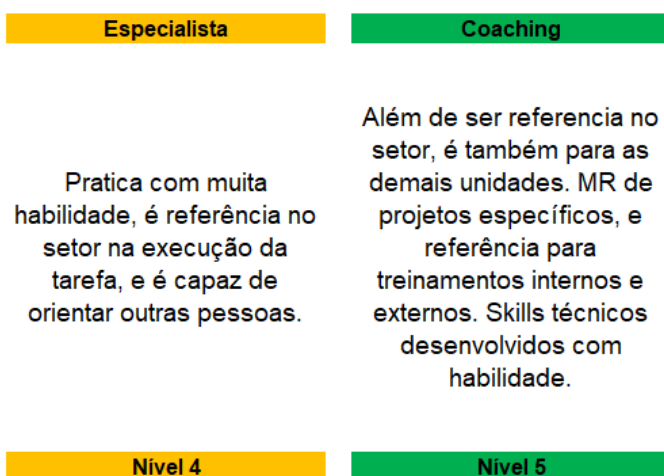 Especialista
Pratica com muita
habilidade, é referência no
setor na execução da
tarefa, e é capaz de
orientar outras pessoas.
Nível 4
Coaching
Além de ser referencia no
setor, é também para as
demais unidades. MR de
projetos específicos, e
referência para
treinamentos internos e
externos. Skills técnicos
desenvolvidos com
habilidade.
Nível 5